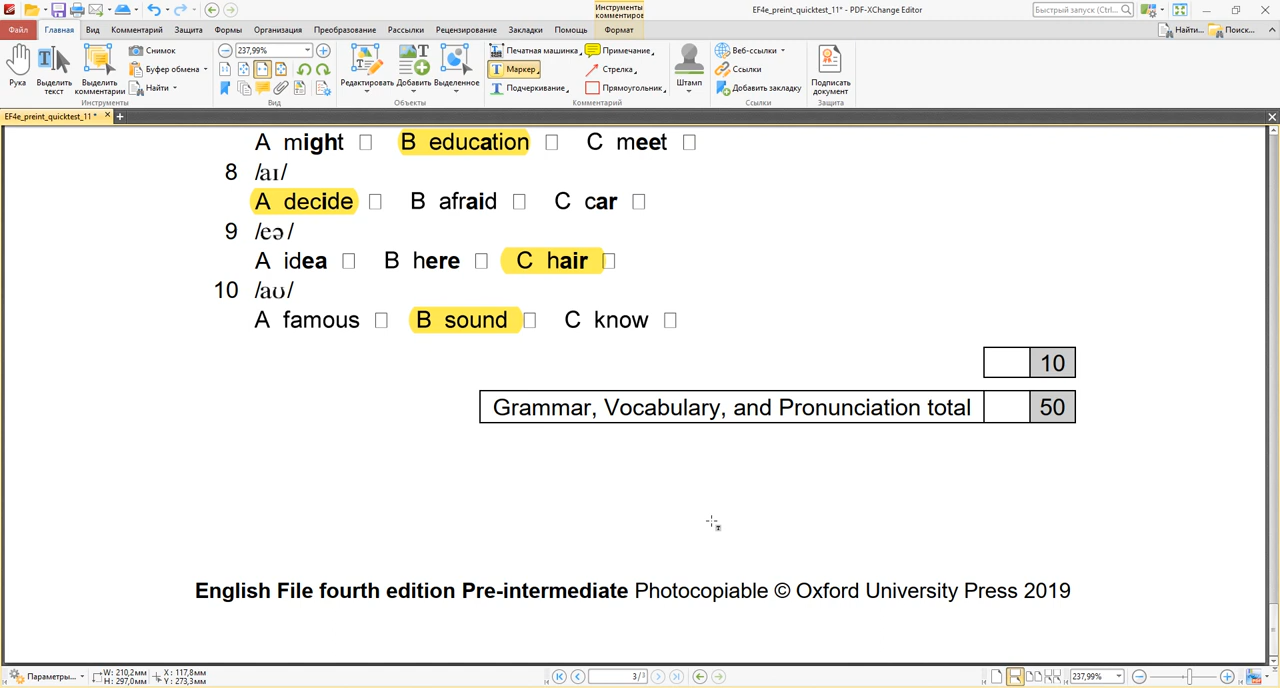 Инструменты комментиров
EF4e_preint_quicktest_11* - PDF-XChange Editor
Быстрый запуск (Ctrl+.)
Файл Главная Вид Комментарий Защита Формы Организация Преобразование Рассылки Рецензирование Закладки Помощь Формат Найти... Поиск...
Рука
Выделить текст
Выделить комментарии
Снимок
Буфер обмена
Найти
Инструменты
237,99%
Вид
Редактировать
Добавить
Выделенное
Объекты
Печатная машинка
Маркер
Подчеркивание
Примечание
Стрелка
Прямоугольник
Комментарий
Штамп
Веб-ссылки
Ссылки
Добавить закладку
Ссылки
Подписать документ
Защита
EF4e_preint_quicktest_11 *
A might B education C meet
8 /aɪ/
A decide B afraid C car
9 /eə/
A idea B here C hair
10 /aʊ/
A famous B sound C know
10
Grammar, Vocabulary, and Pronunciation total 50
English File fourth edition Pre-intermediate Photocopiable © Oxford University Press 2019
Параметры...
W: 210,2мм
H: 297,0мм
X: 117,8мм
Y: 273,3мм
237,99%